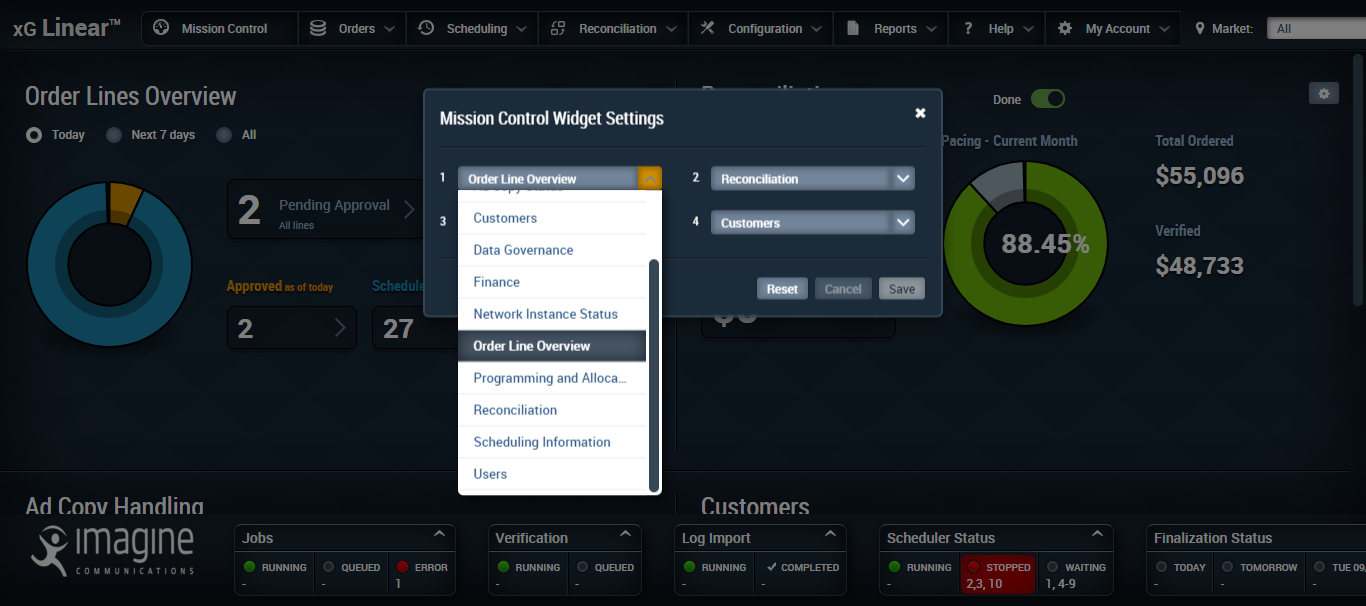 xG Linear™
Mission Control
Orders
Scheduling
Reconciliation
Configuration
Reports
? Help
My Account
Market:
All
Order Lines Overview
Today
Next 7 days
All
2
Pending Approval
All lines
Approved as of today
2
27
Done
Pacing - Current Month
88.45%
Total Ordered
$55,096
Verified
$48,733
Mission Control Widget Settings
1
Order Line Overview
2
Reconciliation
3
4
Customers
Ad Copy Status
Customers
Data Governance
Finance
Network Instance Status
Order Line Overview
Programming and Alloca...
Reconciliation
Scheduling Information
Users
Reset
Cancel
Save
Ad Copy Handling
Customers
imagine
COMMUNICATIONS
Jobs
RUNNING
-
QUEUED
-
ERROR
1
Verification
RUNNING
-
QUEUED
-
Log Import
RUNNING
-
COMPLETED
-
Scheduler Status
RUNNING
-
STOPPED
2,3, 10
WAITING
1, 4-9
Finalization Status
TODAY
-
TOMORROW
-
TUE 09,
-